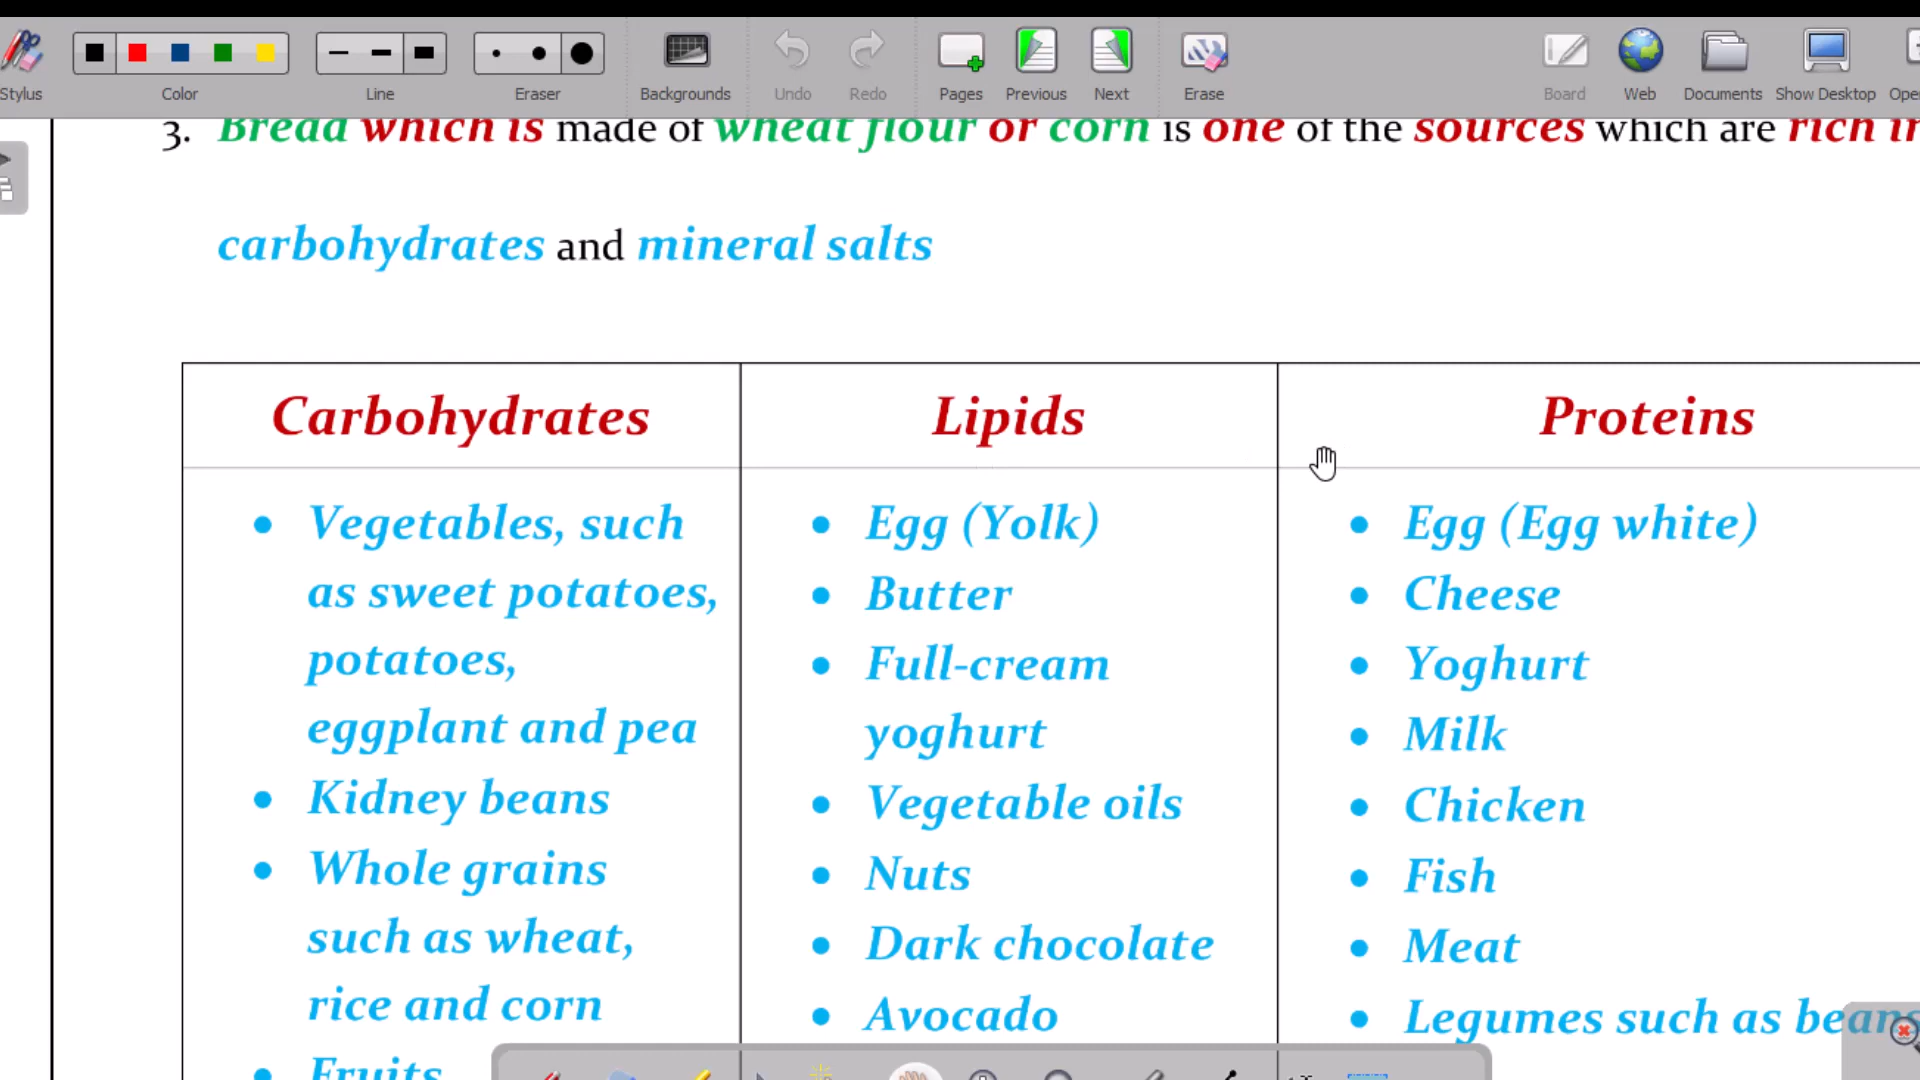 Stylus Color Line Eraser Backgrounds Undo Redo Pages Previous Next Erase Board Web Documents Show Desktop
3. Bread which is made of wheat flour or corn is one of the sources which are rich in
carbohydrates and mineral salts
Carbohydrates Lipids Proteins
• Vegetables, such
as sweet potatoes,
potatoes,
eggplant and pea
• Kidney beans
• Whole grains
such as wheat,
rice and corn
• Fruits
• Egg (Yolk)
• Butter
• Full-cream
yoghurt
• Vegetable oils
• Nuts
• Dark chocolate
• Avocado
• Egg (Egg white)
• Cheese
• Yoghurt
• Milk
• Chicken
• Fish
• Meat
• Legumes such as beans